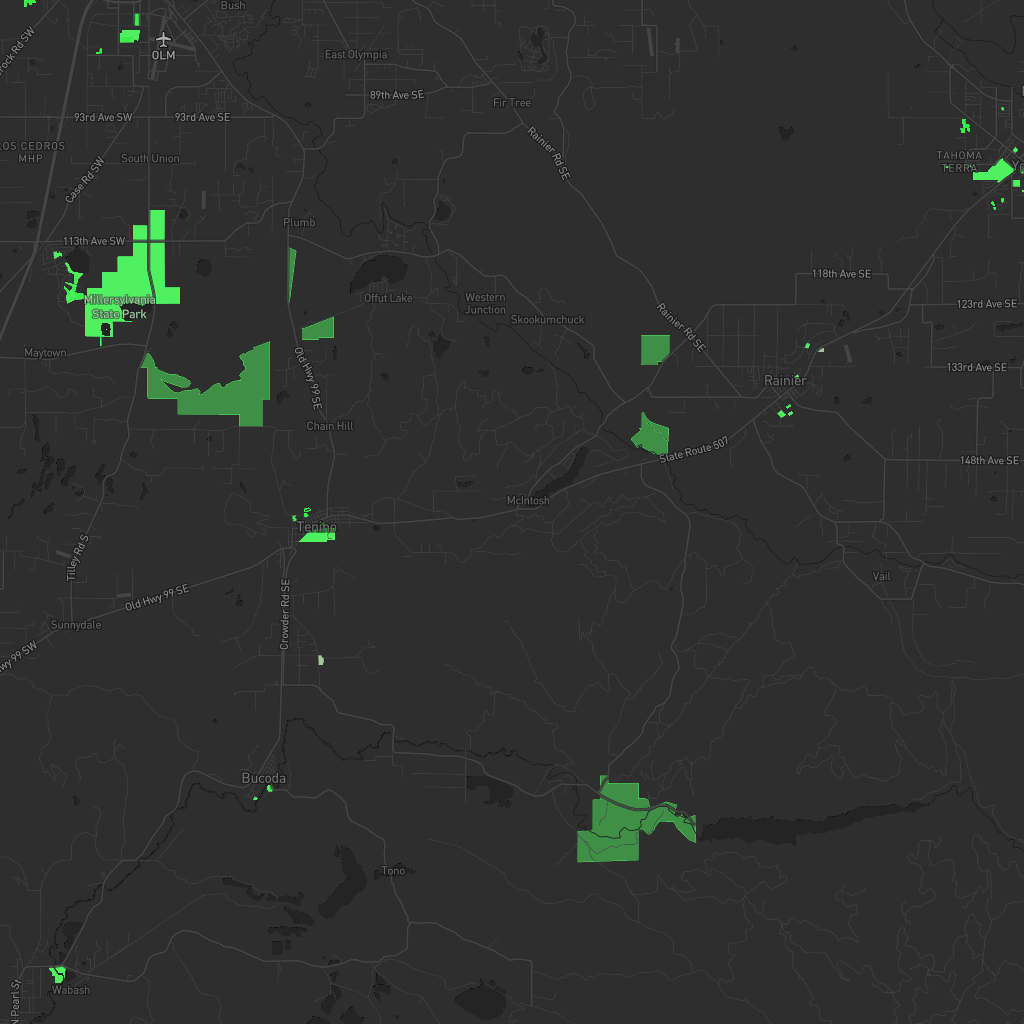 Bush
East Olympia
OLM
89th Ave SE
Fir Tree
93rd Ave SW
93rd Ave SE
LOS CEDROS
MHP
South Union
Case Rd SW
Rainier Rd SE
TAHOMA
TERRA
Plumb
113th Ave SW
118th Ave SE
Millersylvania
State Park
Offut Lake
Western
Junction
Skookumchuck
123rd Ave SE
Rainier Rd SE
Maytown
Old Hwy 99 SE
133rd Ave SE
Rainier
Chain Hill
State Route 507
148th Ave SE
McIntosh
Tenino
Tilley Rd S
Vail
Old Hwy 99 SE
Crowder Rd SE
Sunnydale
Hwy 99 SW
Bucoda
Tono
Wabash
N Pearl St